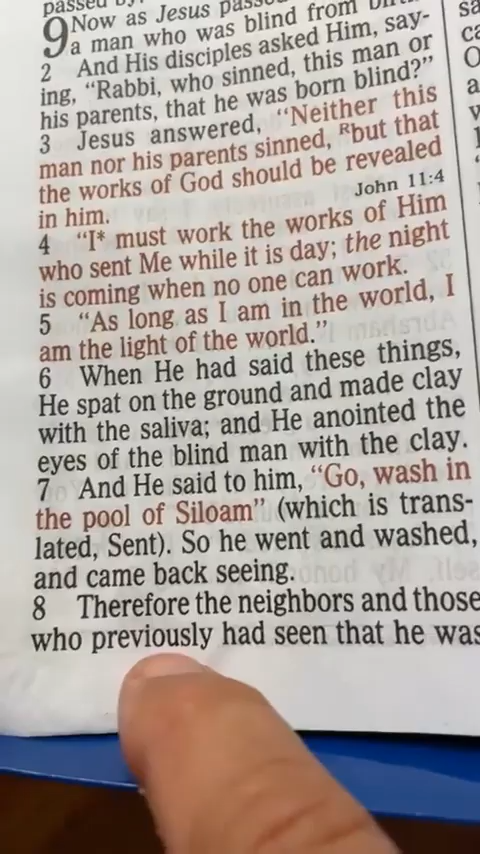 passed by.
9 Now as Jesus passed
a man who was blind from
2 And His disciples asked Him, say-
ing, “Rabbi, who sinned, this man or
his parents, that he was born blind?”
3 Jesus answered, “Neither this
man nor his parents sinned, ᴿbut that
the works of God should be revealed
in him.
John 11:4
4 “I* must work the works of Him
who sent Me while it is day; the night
is coming when no one can work.
5 “As long as I am in the world, I
am the light of the world.”
6 When He had said these things,
He spat on the ground and made clay
with the saliva; and He anointed the
eyes of the blind man with the clay.
7 And He said to him, “Go, wash in
the pool of Siloam” (which is trans-
lated, Sent). So he went and washed,
and came back seeing.
8 Therefore the neighbors and those
who previously had seen that he was